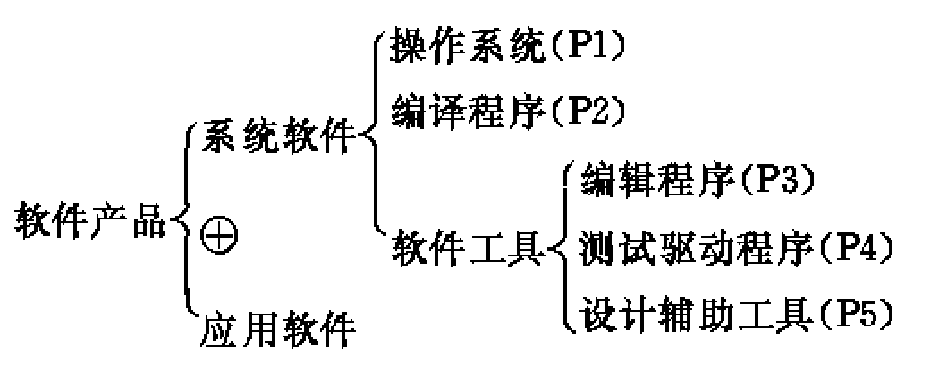 操作系统(P1)
编译程序(P2)
系统软件
编辑程序(P3)
软件产品
⊕
软件工具
测试驱动程序(P4)
设计辅助工具(P5)
应用软件